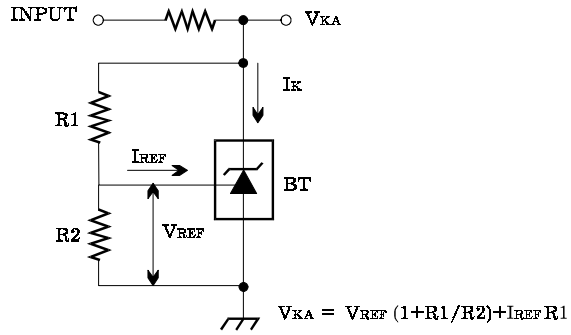 INPUT
VKA
IK
R1
IREF
BT
R2
VREF
VKA = VREF (1+R1/R2)+IREF R1